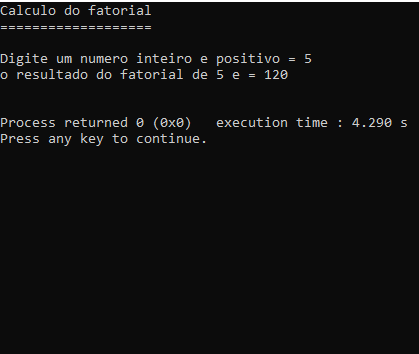 Calculo do fatorial
===================
Digite um numero inteiro e positivo = 5
o resultado do fatorial de 5 e = 120
Process returned 0 (0x0)   execution time : 4.290 s
Press any key to continue.